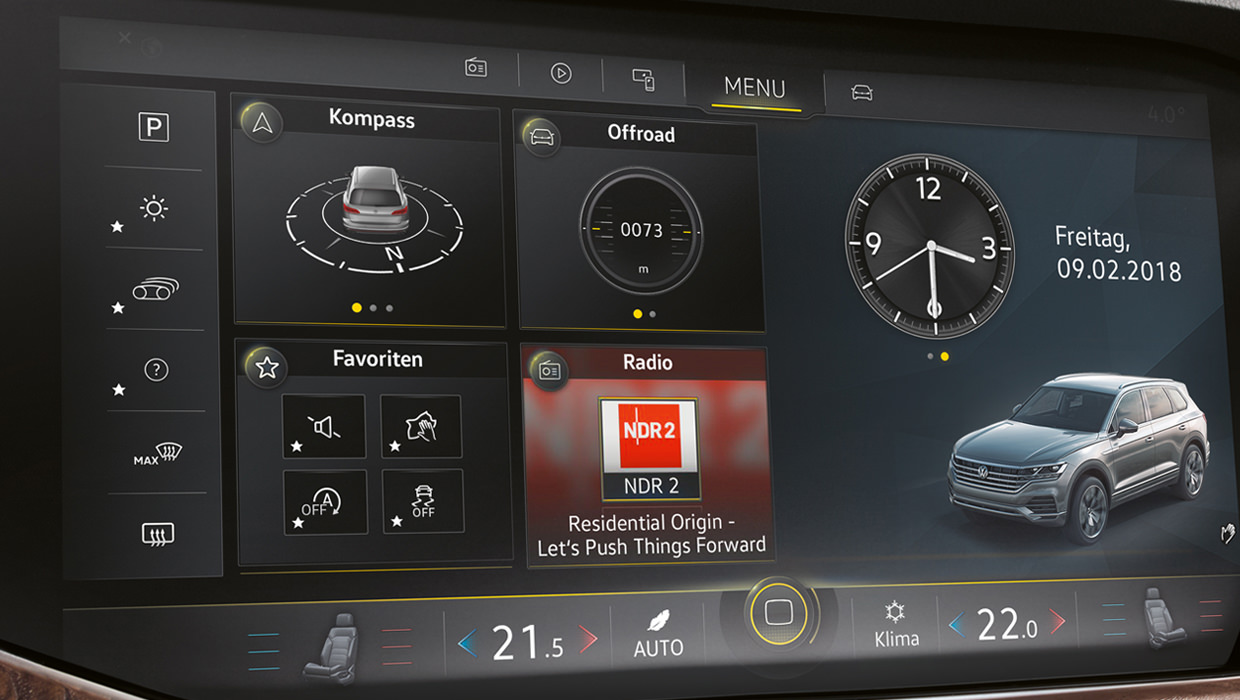 MENU
4.0°
P
Kompass
N
Offroad
0073
m
12
9
3
6
Freitag,
09.02.2018
MAX
Favoriten
A
OFF
OFF
Radio
NDR 2
NDR 2
Residential Origin -
Let's Push Things Forward
21.5
AUTO
Klima
22.0